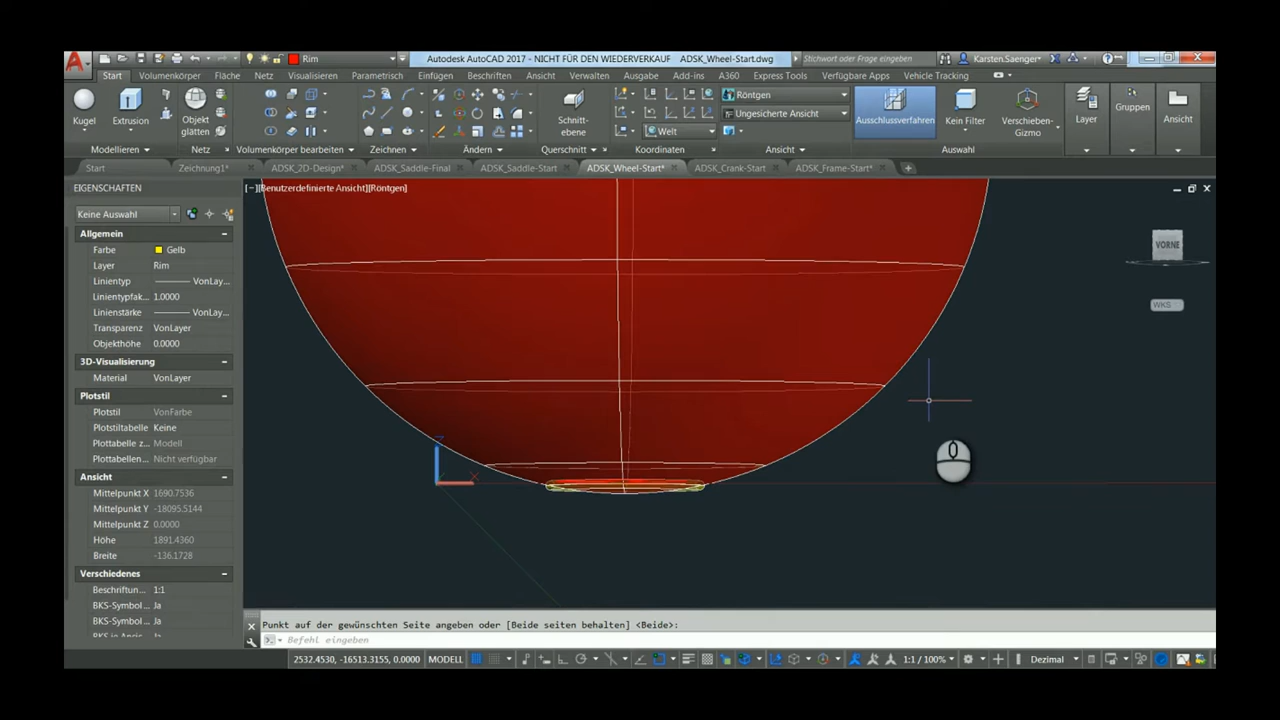 Rim
Autodesk AutoCAD 2017 - NICHT FÜR DEN WIEDERVERKAUF ADSK_Wheel-Start.dwg
Stichwort oder Frage eingeben
Karsten.Saenger...
Start Volumenkörper Fläche Netz Visualisieren Parametrisch Einfügen Beschriften Ansicht Verwalten Ausgabe Add-ins A360 Express Tools Verfügbare Apps Vehicle Tracking
Kugel
Extrusion
Objekt glätten
Schnitt-
ebene
Welt
Röntgen
Ungesicherte Ansicht
Ausschlussverfahren
Kein Filter
Verschieben-
Gizmo
Layer
Gruppen
Ansicht
Modellieren Netz Volumenkörper bearbeiten Zeichnen Ändern Querschnitt Koordinaten Ansicht Auswahl
Start Zeichnung1* ADSK_2D-Design* ADSK_Saddle-Final ADSK_Saddle-Start ADSK_Wheel-Start* ADSK_Crank-Start ADSK_Frame-Start*
EIGENSCHAFTEN
[−][Benutzerdefinierte Ansicht][Röntgen]
Keine Auswahl
Allgemein
Farbe Gelb
Layer Rim
Linientyp VonLay...
Linientypfak... 1.0000
Linienstärke VonLay...
Transparenz VonLayer
Objekthöhe 0.0000
3D-Visualisierung
Material VonLayer
Plotstil
Plotstil VonFarbe
Plotstiltabelle Keine
Plottabelle z... Modell
Plottabellen... Nicht verfügbar
Ansicht
Mittelpunkt X 1690.7536
Mittelpunkt Y -18095.5144
Mittelpunkt Z 0.0000
Höhe 1891.4360
Breite -136.1728
Verschiedenes
Beschriftun... 1:1
BKS-Symbol... Ja
BKS-Symbol... Ja
VORNE
WKS
Punkt auf der gewünschten Seite angeben oder [Beide seiten behalten] <Beide>:
Befehl eingeben
2532.4530, -16513.3155, 0.0000 MODELL 1:1 / 100% Dezimal